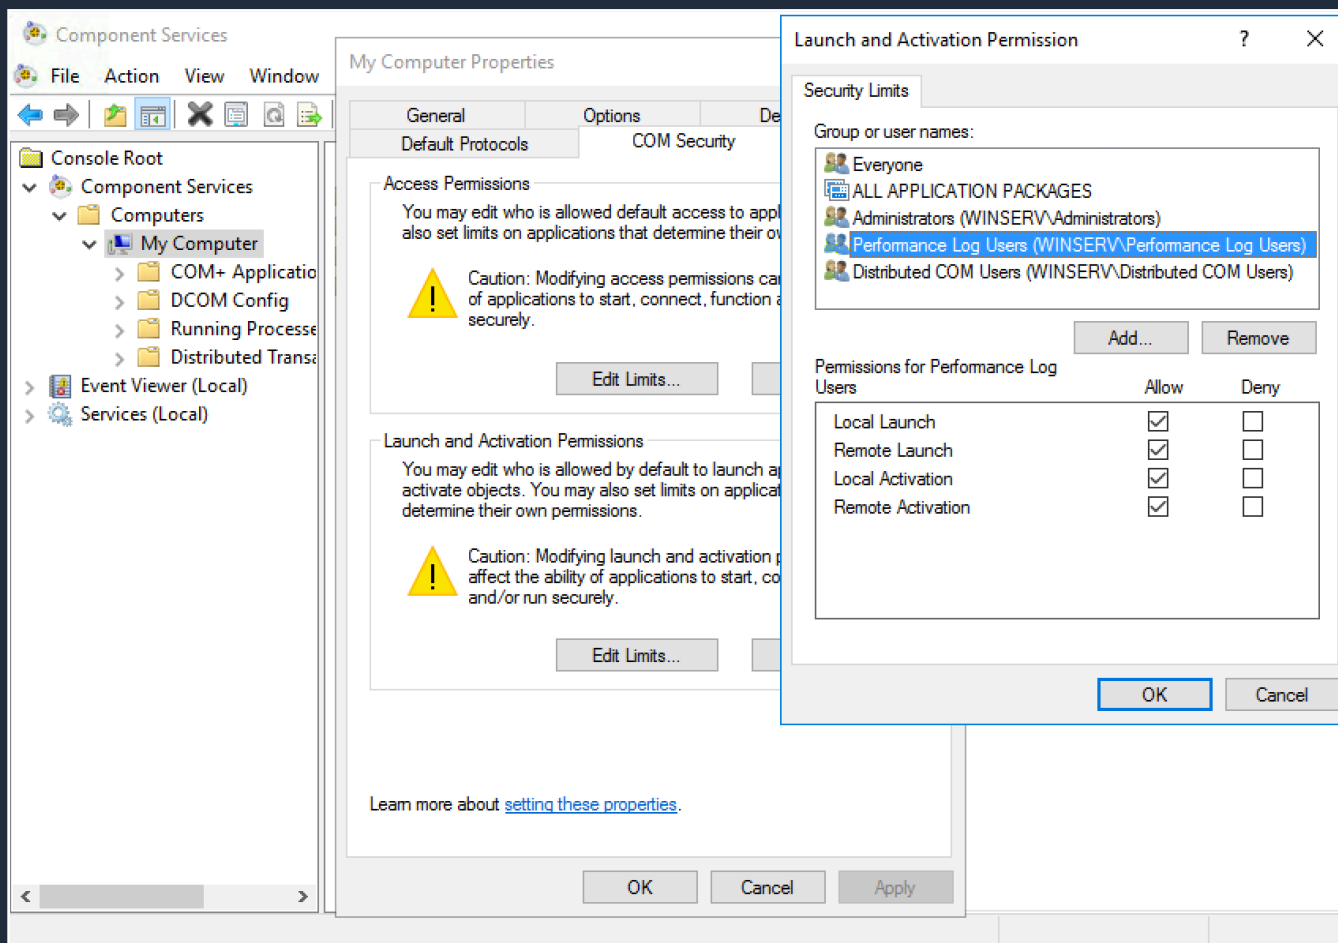 Component Services
File Action View Window
Console Root
Component Services
Computers
My Computer
COM+ Applicatio
DCOM Config
Running Processe
Distributed Transa
Event Viewer (Local)
Services (Local)
My Computer Properties
General Options De
Default Protocols COM Security
Access Permissions
You may edit who is allowed default access to appl
also set limits on applications that determine their ow
Caution: Modifying access permissions ca
of applications to start, connect, function a
securely.
Edit Limits...
Launch and Activation Permissions
You may edit who is allowed by default to launch a
activate objects. You may also set limits on applicat
determine their own permissions.
Caution: Modifying launch and activation p
affect the ability of applications to start, co
and/or run securely.
Edit Limits...
Learn more about setting these properties.
OK Cancel Apply
Launch and Activation Permission
?
Security Limits
Group or user names:
Everyone
ALL APPLICATION PACKAGES
Administrators (WINSERV\Administrators)
Performance Log Users (WINSERV\Performance Log Users)
Distributed COM Users (WINSERV\Distributed COM Users)
Add... Remove
Permissions for Performance Log
Users Allow Deny
Local Launch
Remote Launch
Local Activation
Remote Activation
OK Cancel